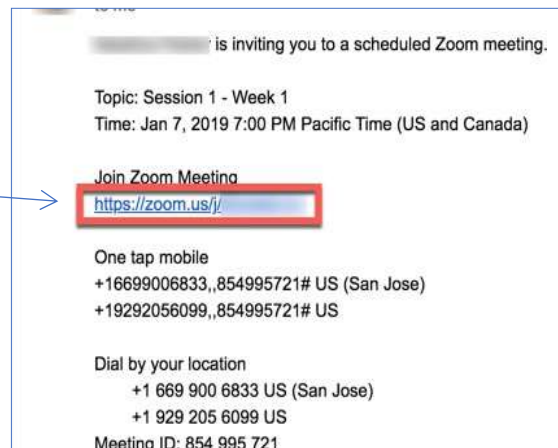 is inviting you to a scheduled Zoom meeting.
Topic: Session 1 - Week 1
Time: Jan 7, 2019 7:00 PM Pacific Time (US and Canada)
Join Zoom Meeting
https://zoom.us/j/
One tap mobile
+16699006833,,854995721# US (San Jose)
+19292056099,,854995721# US
Dial by your location
+1 669 900 6833 US (San Jose)
+1 929 205 6099 US
Meeting ID: 854 995 721